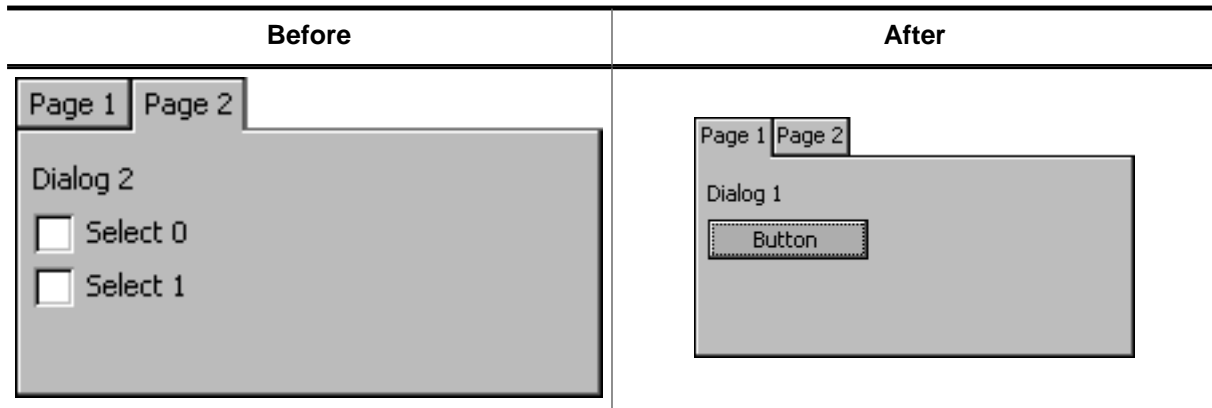 Before After
Page 1 Page 2
Dialog 2
Select 0
Select 1
Page 1 Page 2
Dialog 1
Button